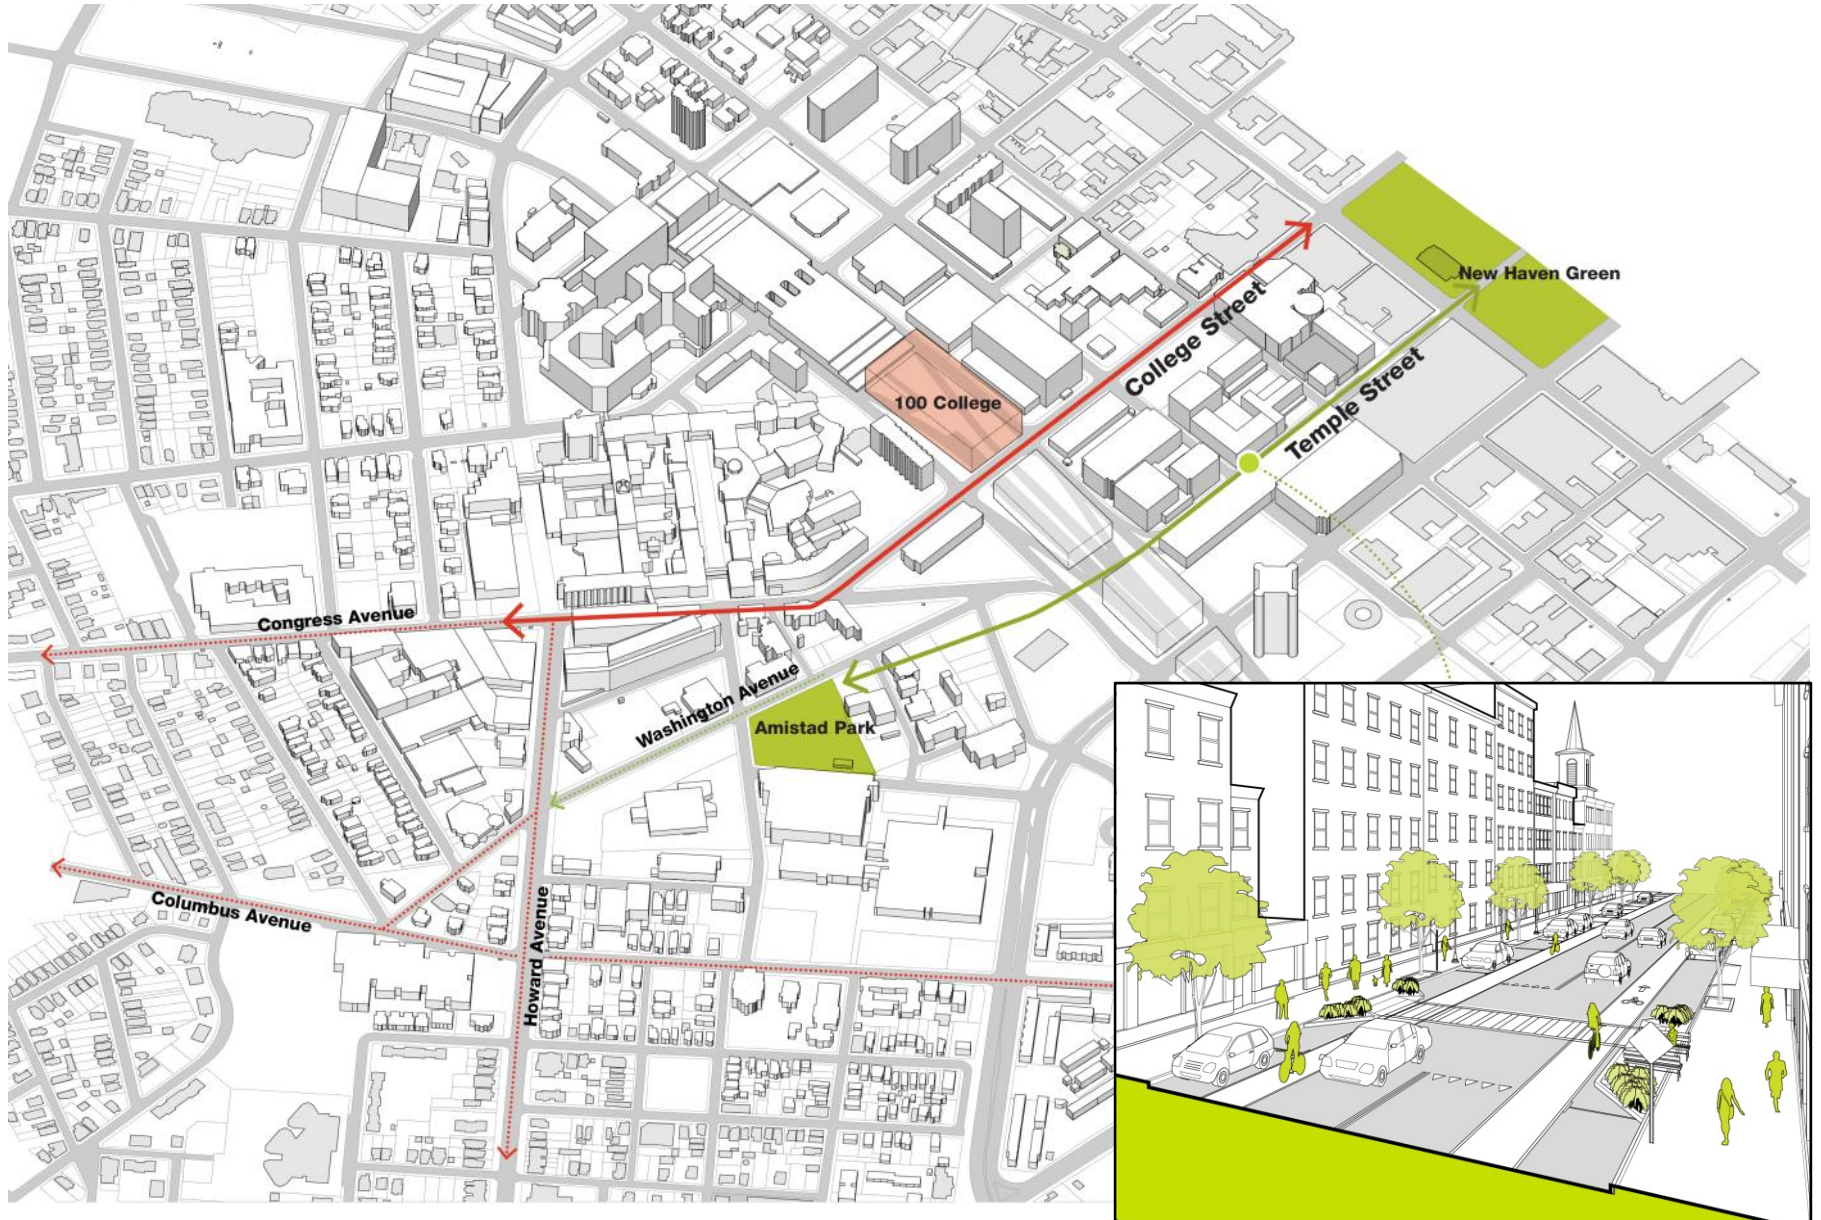 New Haven Green
College Street
Temple Street
100 College
Congress Avenue
Washington Avenue
Amistad Park
Columbus Avenue
Howard Avenue